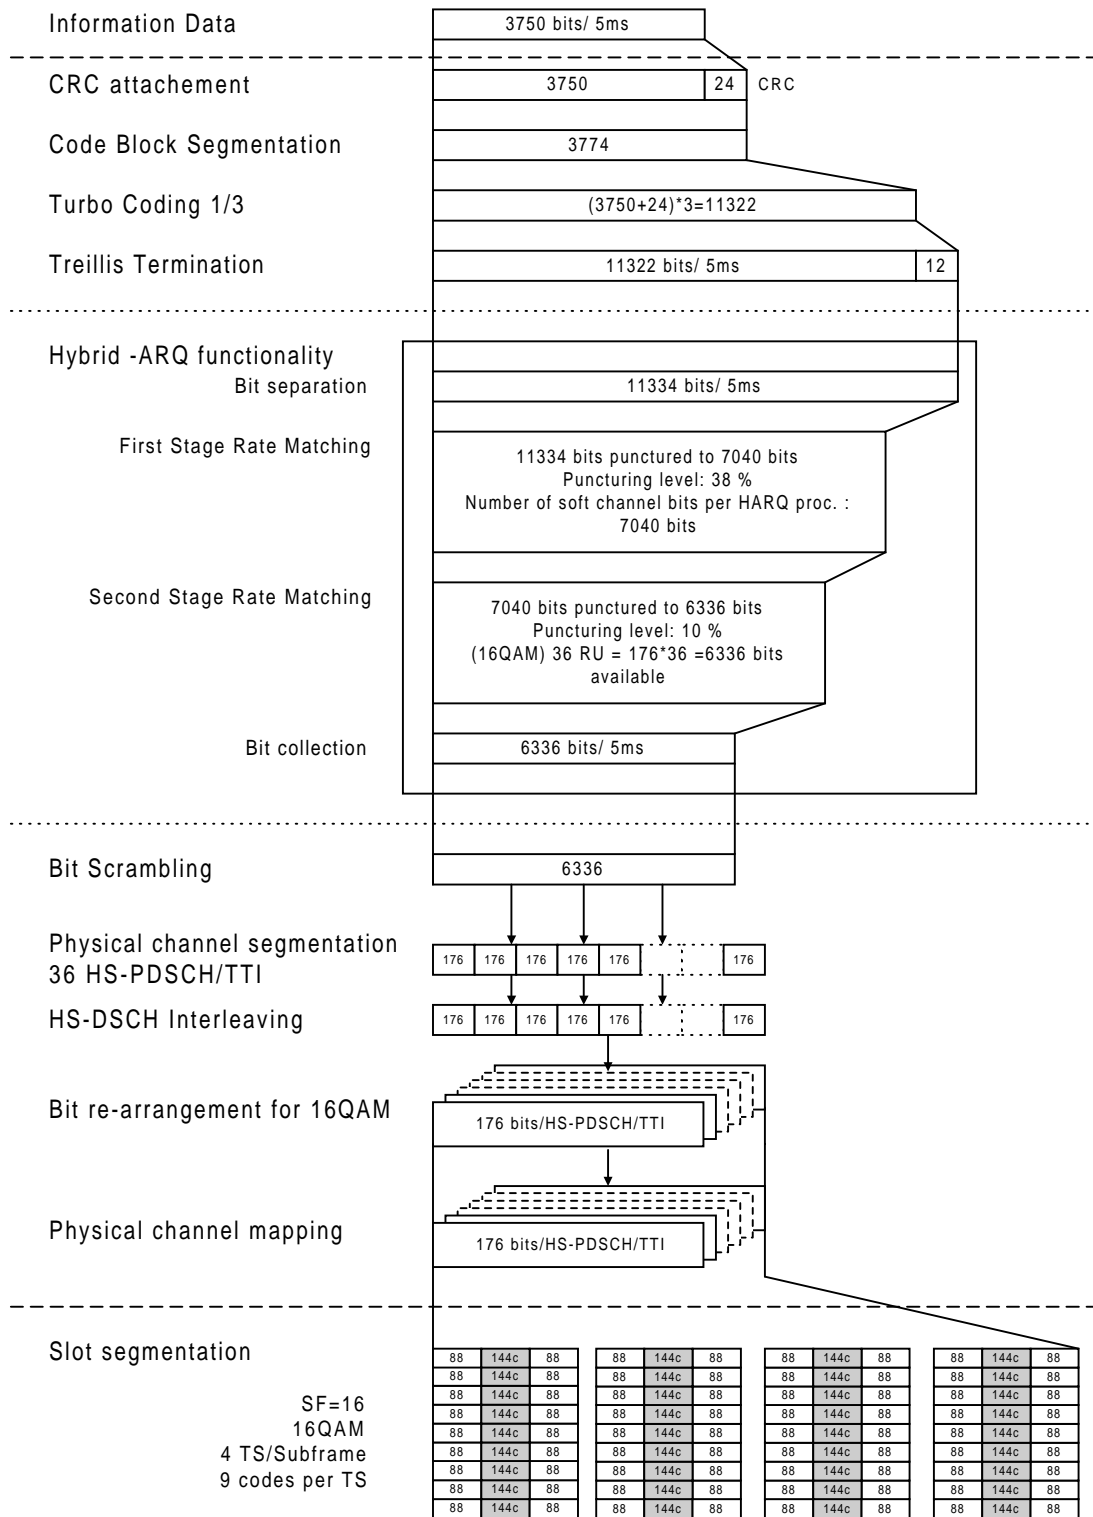 Information Data
3750 bits/ 5ms
CRC attachement
3750 24 CRC
Code Block Segmentation
3774
Turbo Coding 1/3
(3750+24)*3=11322
Treillis Termination
11322 bits/ 5ms 12
Hybrid -ARQ functionality
Bit separation
11334 bits/ 5ms
First Stage Rate Matching
11334 bits punctured to 7040 bits
Puncturing level: 38 %
Number of soft channel bits per HARQ proc. :
7040 bits
Second Stage Rate Matching
7040 bits punctured to 6336 bits
Puncturing level: 10 %
(16QAM) 36 RU = 176*36 =6336 bits
available
Bit collection
6336 bits/ 5ms
Bit Scrambling
6336
Physical channel segmentation
36 HS-PDSCH/TTI
176 176 176 176 176 176
HS-DSCH Interleaving
176 176 176 176 176 176
Bit re-arrangement for 16QAM
176 bits/HS-PDSCH/TTI
Physical channel mapping
176 bits/HS-PDSCH/TTI
Slot segmentation
SF=16
16QAM
4 TS/Subframe
9 codes per TS
88 144c 88 88 144c 88 88 144c 88 88 144c 88
88 144c 88 88 144c 88 88 144c 88 88 144c 88
88 144c 88 88 144c 88 88 144c 88 88 144c 88
88 144c 88 88 144c 88 88 144c 88 88 144c 88
88 144c 88 88 144c 88 88 144c 88 88 144c 88
88 144c 88 88 144c 88 88 144c 88 88 144c 88
88 144c 88 88 144c 88 88 144c 88 88 144c 88
88 144c 88 88 144c 88 88 144c 88 88 144c 88
88 144c 88 88 144c 88 88 144c 88 88 144c 88